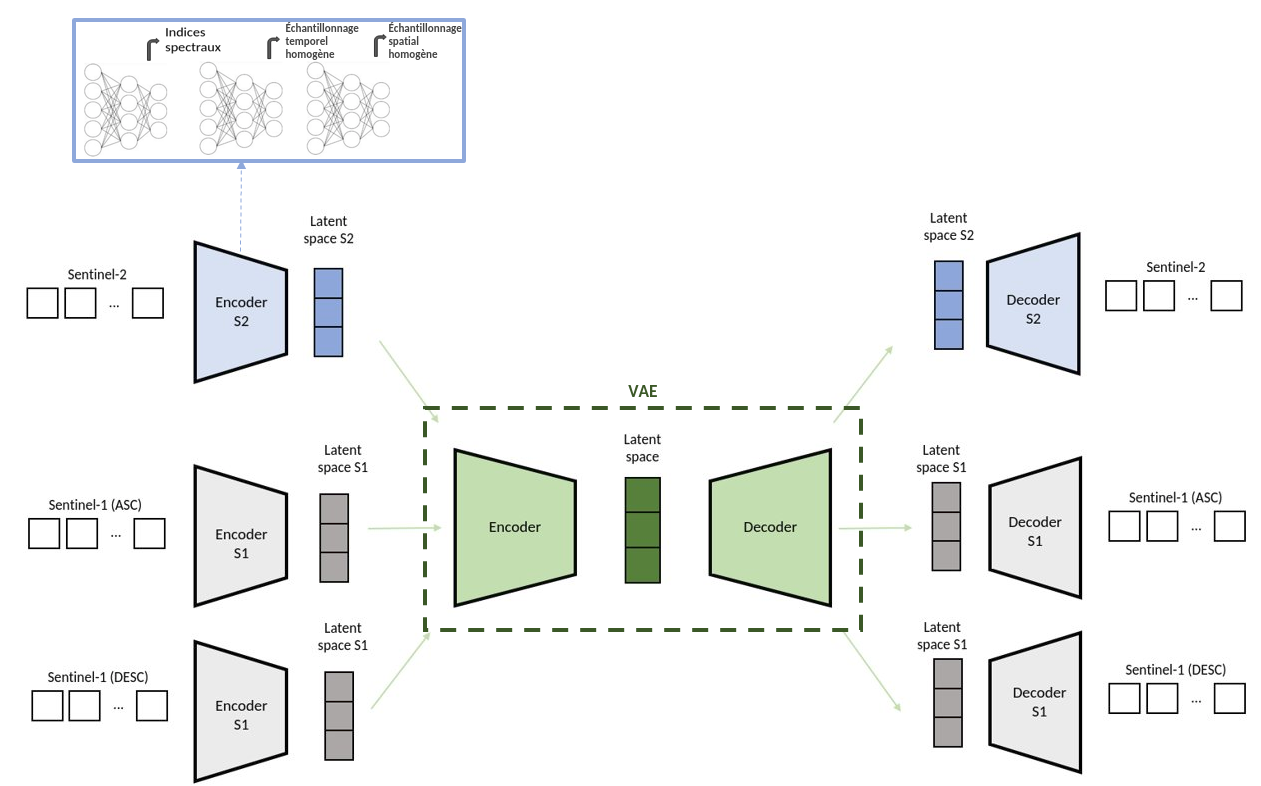 Indices
spectraux
Échantillonnage
temporel
homogène
Échantillonnage
spatial
homogène
Latent
space S2
Sentinel-2
...
Encoder
S2
Latent
space S2
Decoder
S2
Sentinel-2
...
VAE
Latent
space S1
Sentinel-1 (ASC)
...
Encoder
S1
Encoder
Latent
space
Decoder
Latent
space S1
Decoder
S1
Sentinel-1 (ASC)
...
Latent
space S1
Sentinel-1 (DESC)
...
Encoder
S1
Latent
space S1
Decoder
S1
Sentinel-1 (DESC)
...